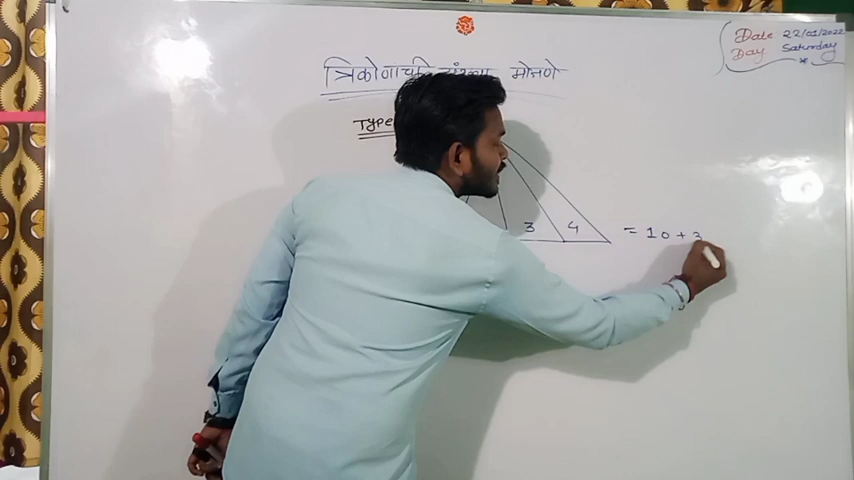 Date 22/01/2022
Day Saturday
त्रिकोणाची संख्या मोजणे
Type
3 4 = 10 + 3